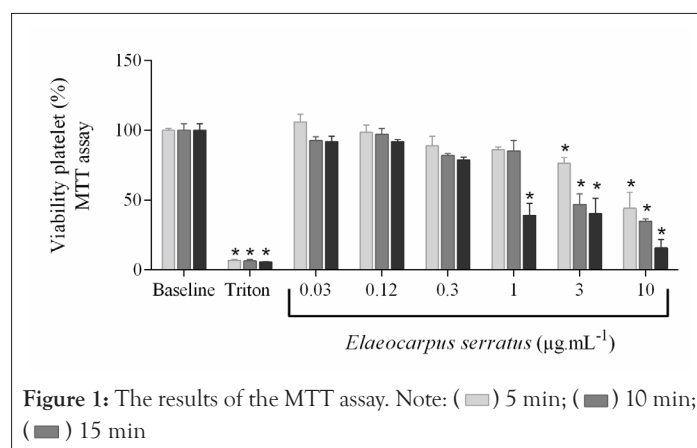 150
100
50
0
Viability platelet (%)
MTT assay
*
*
*
*
*
*
*
*
*
*
Baseline Triton 0.03 0.12 0.3 1 3 10
Elaeocarpus serratus (μg.mL⁻¹)
Figure 1: The results of the MTT assay. Note: ( ) 5 min; ( ) 10 min;
( ) 15 min